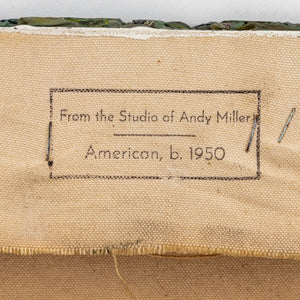 From the Studio of Andy Miller
American, b. 1950